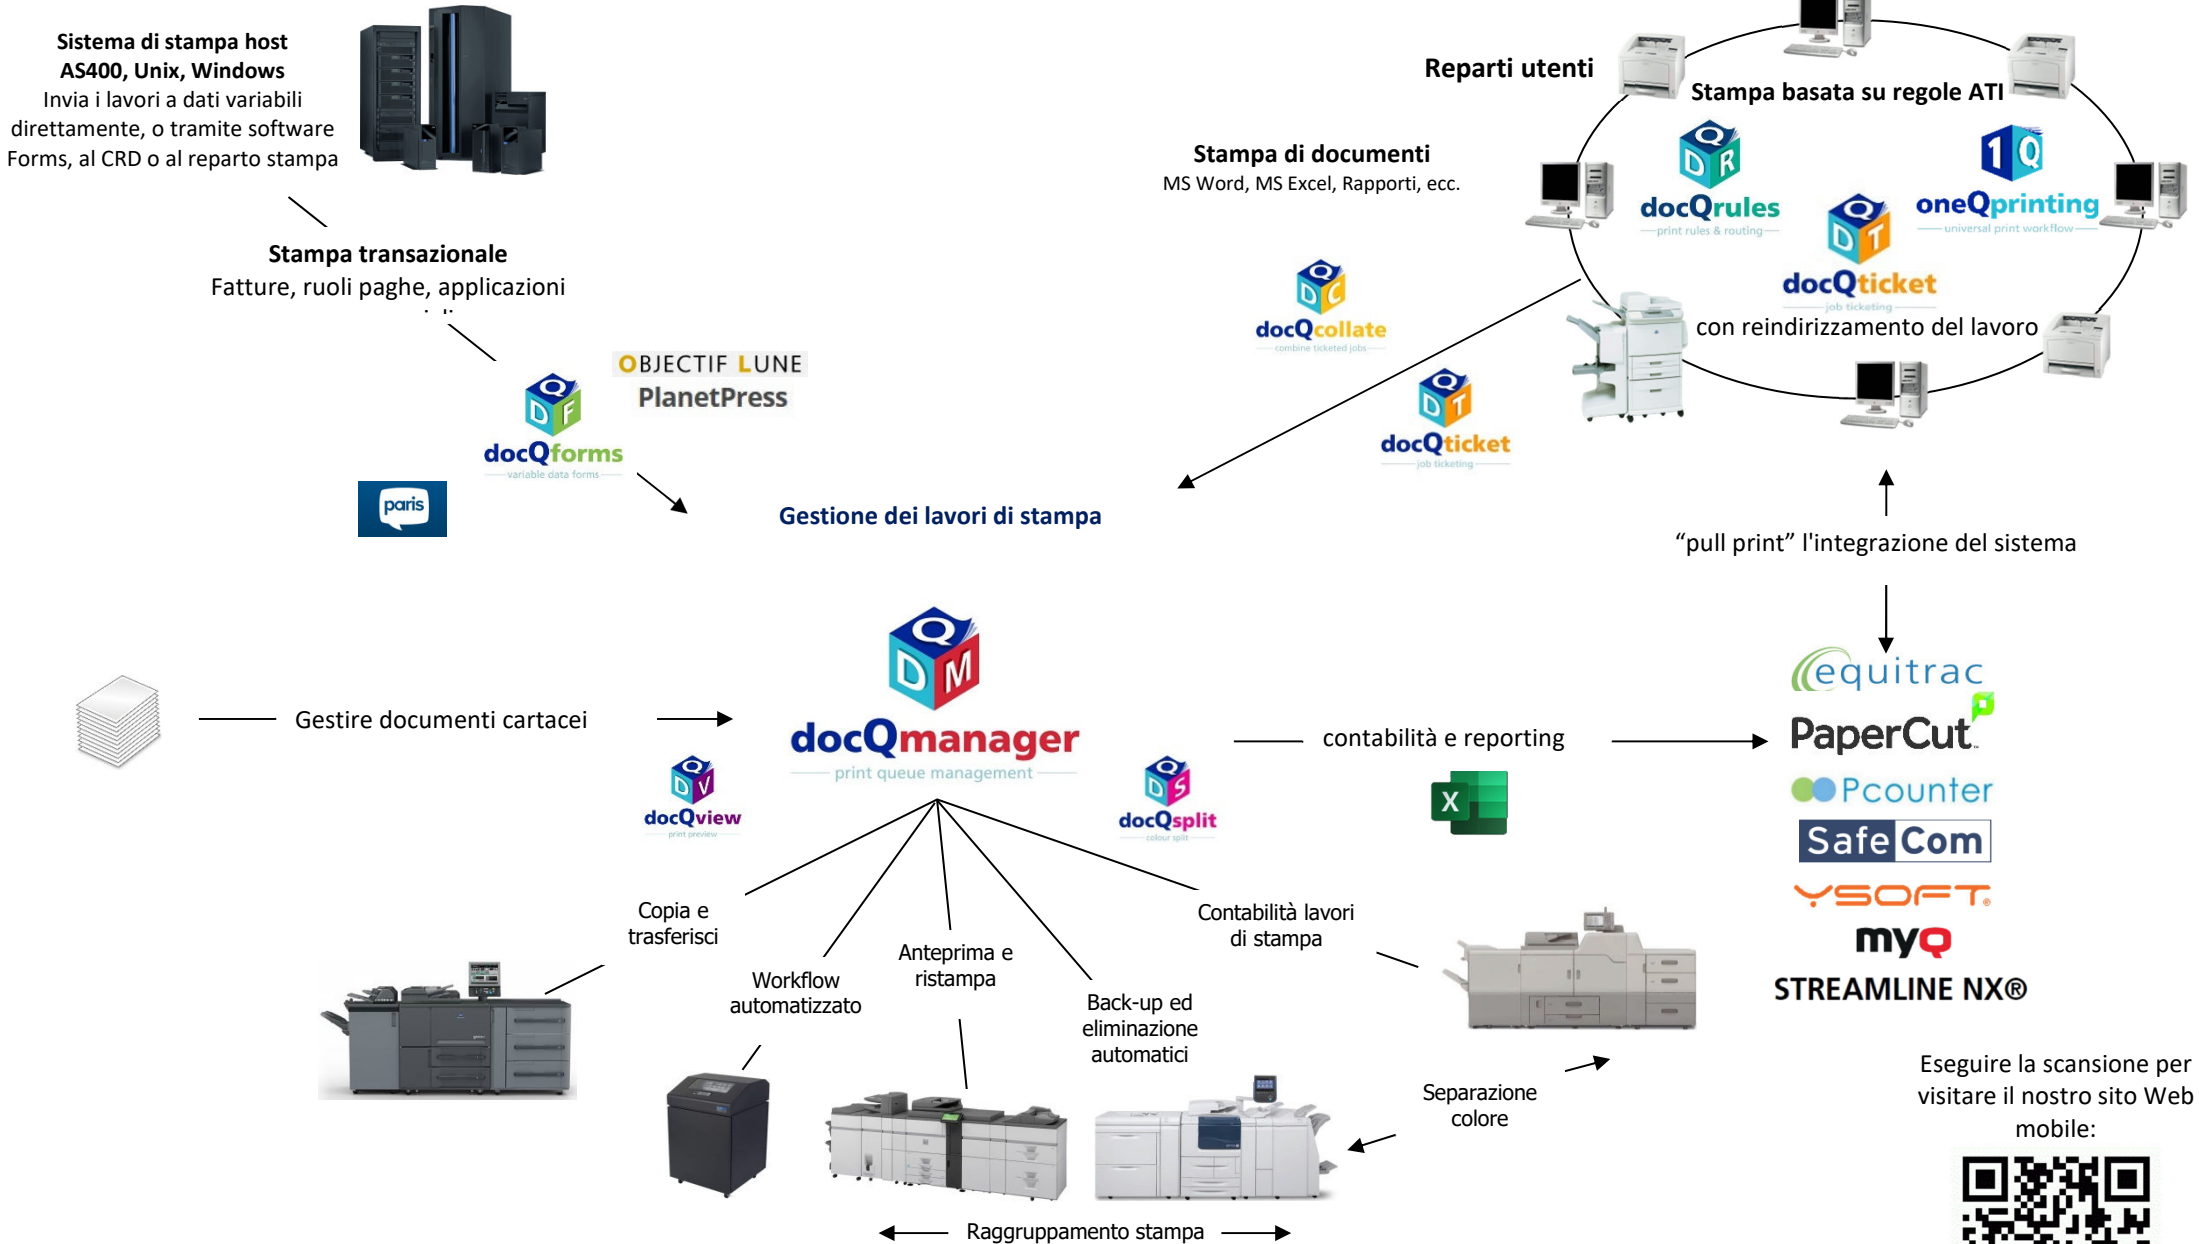 Sistema di stampa host
AS400, Unix, Windows
Invia i lavori a dati variabili
direttamente, o tramite software
Forms, al CRD o al reparto stampa
Stampa transazionale
Fatture, ruoli paghe, applicazioni
OBJECTIF LUNE
PlanetPress
Q
D F
docQforms
variable data forms
paris
Reparti utenti
Stampa basata su regole ATI
Stampa di documenti
MS Word, MS Excel, Rapporti, ecc.
Q
D R
docQrules
print rules & routing
1Q
oneQprinting
universal print workflow
Q
D T
docQticket
job ticketing
con reindirizzamento del lavoro
Q
D C
docQcollate
combine ticketed jobs
Q
D T
docQticket
job ticketing
Gestione dei lavori di stampa
“pull print” l'integrazione del sistema
Gestire documenti cartacei
Q
D M
docQmanager
print queue management
Q
D V
docQview
print preview
Q
D S
docQsplit
colour split
contabilità e reporting
X
equitrac
PaperCut
Pcounter
SafeCom
YSOFT.
myQ
STREAMLINE NX®
Copia e
trasferisci
Workflow
automatizzato
Anteprima e
ristampa
Back-up ed
eliminazione
automatici
Contabilità lavori
di stampa
Separazione
colore
Raggruppamento stampa
Eseguire la scansione per
visitare il nostro sito Web
mobile: